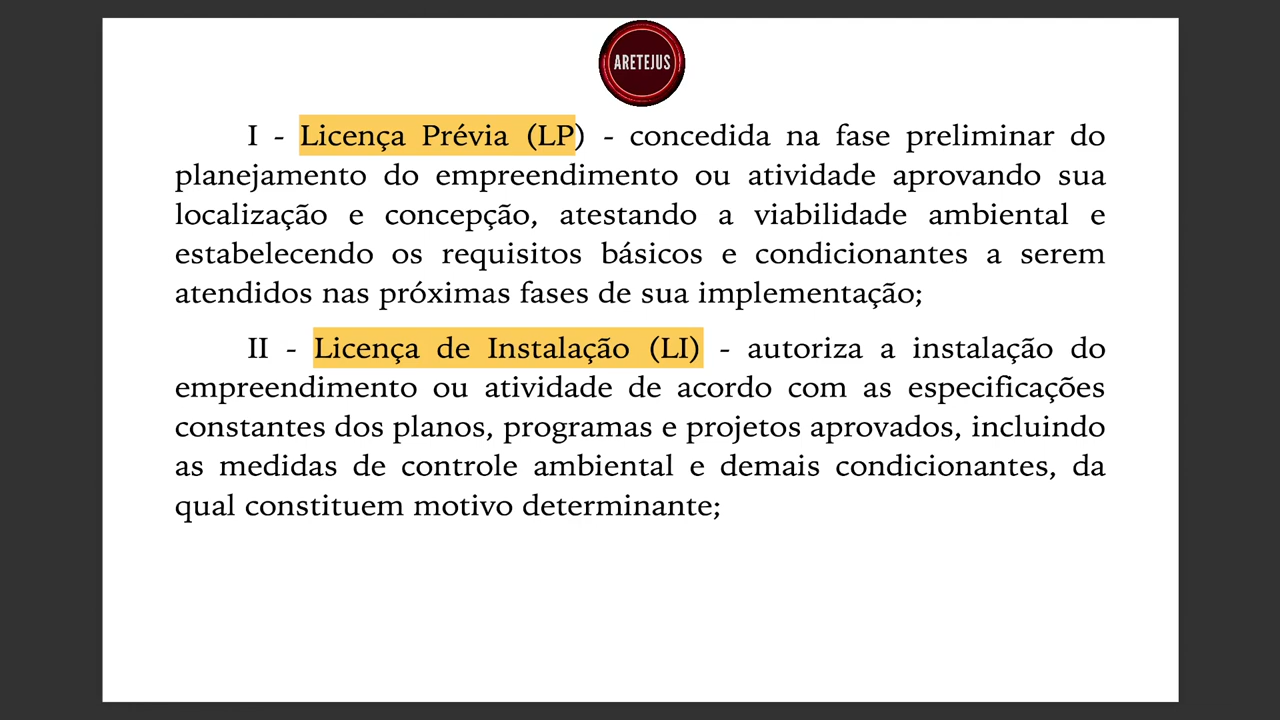 ARETEJUS
I - Licença Prévia (LP) - concedida na fase preliminar do
planejamento do empreendimento ou atividade aprovando sua
localização e concepção, atestando a viabilidade ambiental e
estabelecendo os requisitos básicos e condicionantes a serem
atendidos nas próximas fases de sua implementação;
II - Licença de Instalação (LI) - autoriza a instalação do
empreendimento ou atividade de acordo com as especificações
constantes dos planos, programas e projetos aprovados, incluindo
as medidas de controle ambiental e demais condicionantes, da
qual constituem motivo determinante;